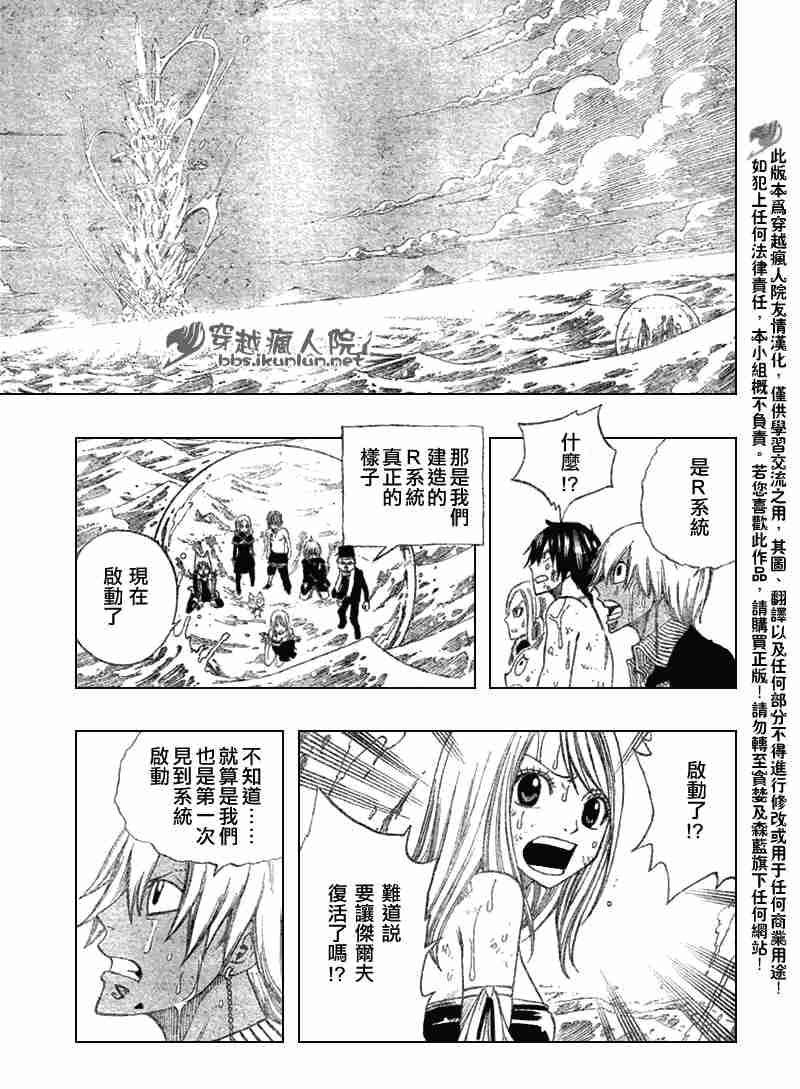 穿越瘋人院
bbs.ikunlun.net
是R系統
什麼!?
那是我們
建造的
R系統
真正的
樣子
現在
啟動了
啟動了!?
難道説
要讓傑爾夫
復活了嗎!?
不知道……
就算是我們
也是第一次
見到系統
啟動
此版本爲穿越瘋人院友情漢化，僅供學習交流之用，其圖、翻譯以及任何部分不得進行修改或用于任何商業用途！
如犯上任何法律責任，本小組概不負責。若您喜歡此作品，請購買正版！請勿轉至貪婪及森藍旗下任何網站！